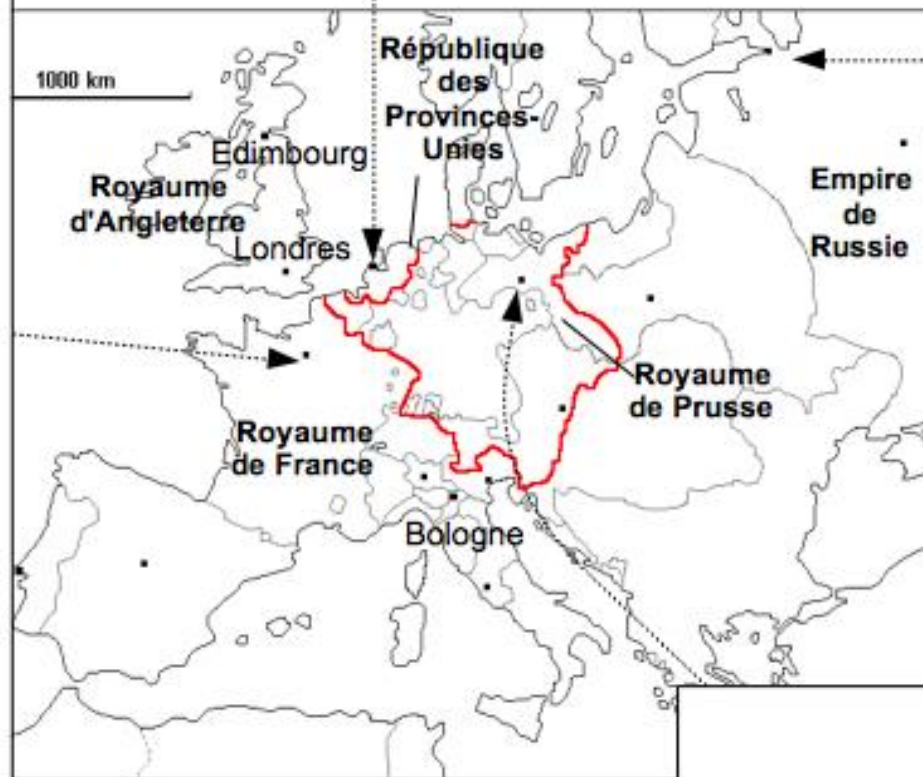 République
des
Provinces-
Unies
1000 km
Edimbourg
Royaume
d'Angleterre
Londres
Empire
de
Russie
Royaume
de Prusse
Royaume
de France
Bologne